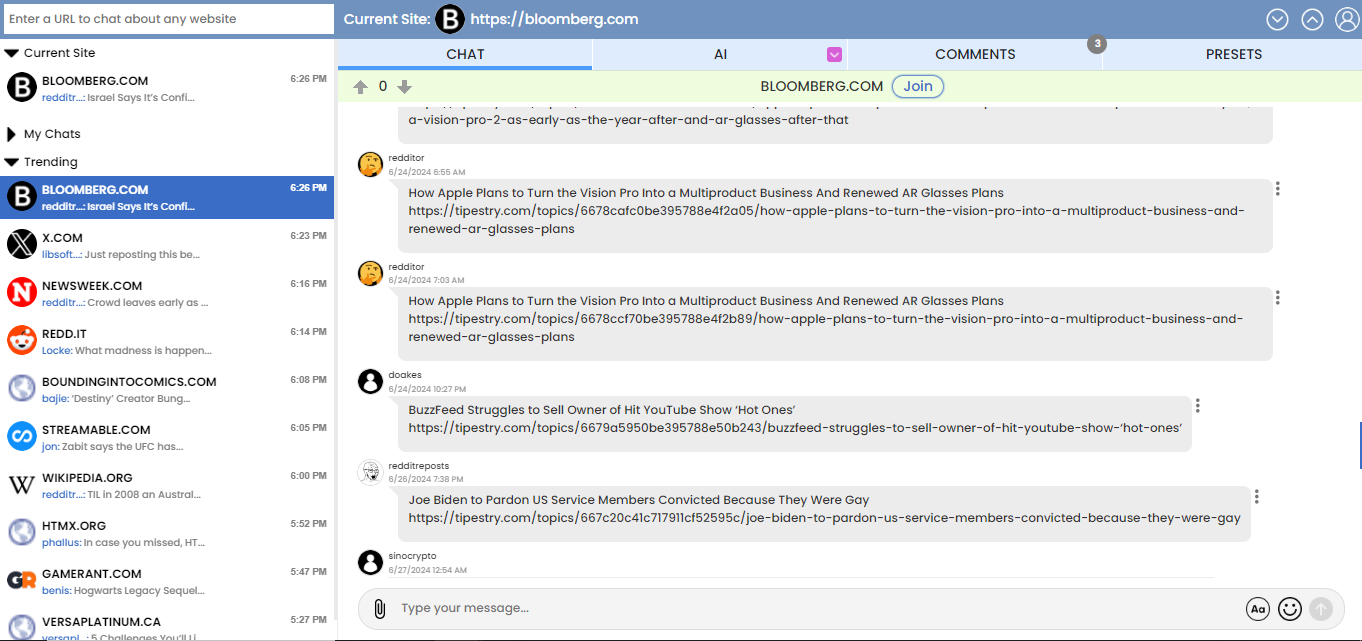 Enter a URL to chat about any website
Current Site
BLOOMBERG.COM
6:26 PM
redditr...: Israel Says It's Confi...
My Chats
Trending
BLOOMBERG.COM
6:26 PM
redditr...: Israel Says It's Confi...
X.COM
6:23 PM
libsoft...: Just reposting this be...
NEWSWEEK.COM
6:16 PM
redditr...: Crowd leaves early as ...
REDD.IT
6:14 PM
Locke: What madness is happen...
BOUNDINGINTOCOMICS.COM
6:08 PM
bajie: 'Destiny' Creator Bung...
STREAMABLE.COM
6:05 PM
jon: Zabit says the UFC has...
WIKIPEDIA.ORG
6:00 PM
redditr...: TIL in 2008 an Austral...
HTMX.ORG
5:52 PM
phallus: In case you missed, HT...
GAMERANT.COM
5:47 PM
benis: Hogwarts Legacy Sequel...
VERSAPLATINUM.CA
5:27 PM
versapl...: 5 Challenges You'll Li
Current Site: B https://bloomberg.com
CHAT
AI
COMMENTS
3
PRESETS
0
BLOOMBERG.COM
Join
a-vision-pro-2-as-early-as-the-year-after-and-ar-glasses-after-that
redditor
6/24/2024 6:55 AM
How Apple Plans to Turn the Vision Pro Into a Multiproduct Business And Renewed AR Glasses Plans
https://tipestry.com/topics/6678cafc0be395788e4f2a05/how-apple-plans-to-turn-the-vision-pro-into-a-multiproduct-business-and-
renewed-ar-glasses-plans
redditor
6/24/2024 7:03 AM
How Apple Plans to Turn the Vision Pro Into a Multiproduct Business And Renewed AR Glasses Plans
https://tipestry.com/topics/6678ccf70be395788e4f2b89/how-apple-plans-to-turn-the-vision-pro-into-a-multiproduct-business-and-
renewed-ar-glasses-plans
doakes
6/24/2024 10:27 PM
BuzzFeed Struggles to Sell Owner of Hit YouTube Show 'Hot Ones'
https://tipestry.com/topics/6679a5950be395788e50b243/buzzfeed-struggles-to-sell-owner-of-hit-youtube-show-'hot-ones'
redditreposts
6/26/2024 7:38 PM
Joe Biden to Pardon US Service Members Convicted Because They Were Gay
https://tipestry.com/topics/667c20c41c717911cf52595c/joe-biden-to-pardon-us-service-members-convicted-because-they-were-gay
sinocrypto
6/27/2024 12:54 AM
Type your message...
Aa